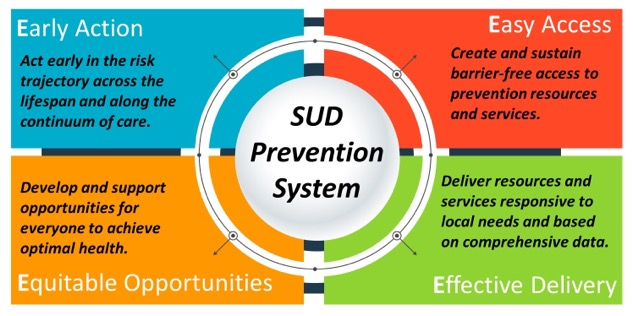 Early Action
Act early in the risk
trajectory across the
lifespan and along the
continuum of care.
Easy Access
Create and sustain
barrier-free access to
prevention resources
and services.
SUD
Prevention
System
Develop and support
opportunities for
everyone to achieve
optimal health.
Equitable Opportunities
Deliver resources and
services responsive to
local needs and based
on comprehensive data.
Effective Delivery